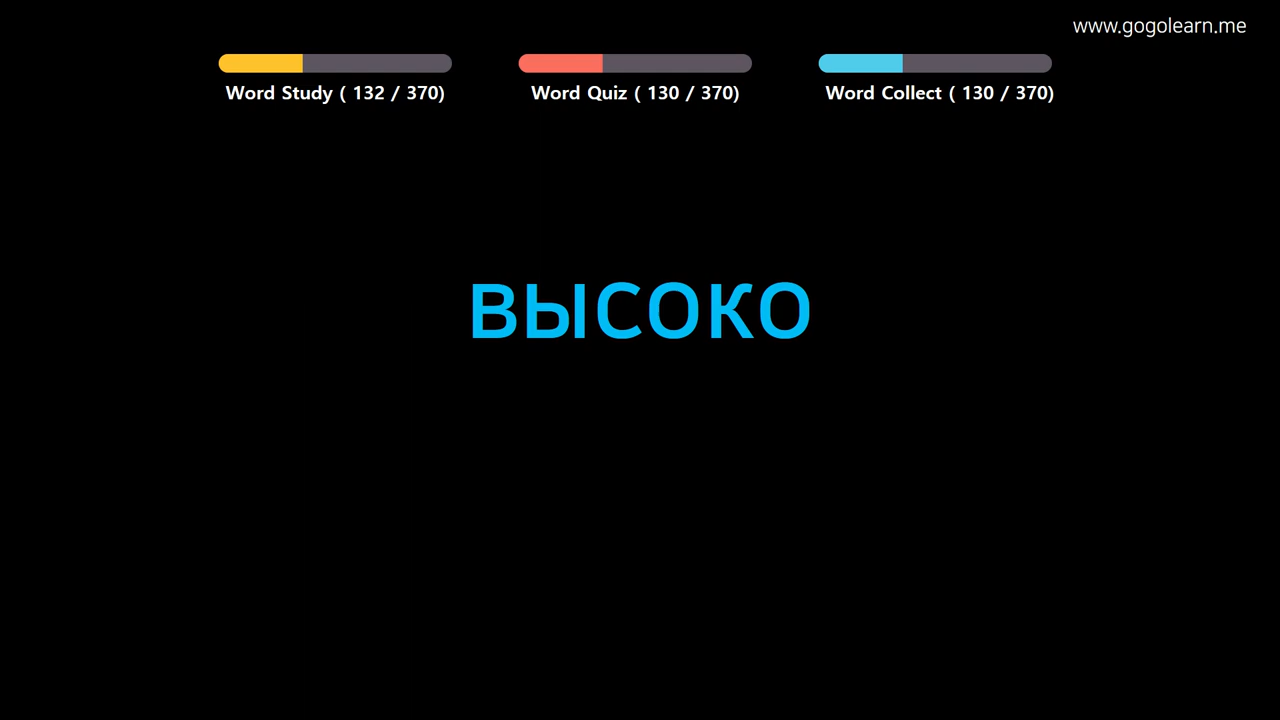 www.gogolearn.me
Word Study ( 132 / 370)
Word Quiz ( 130 / 370)
Word Collect ( 130 / 370)
высоко